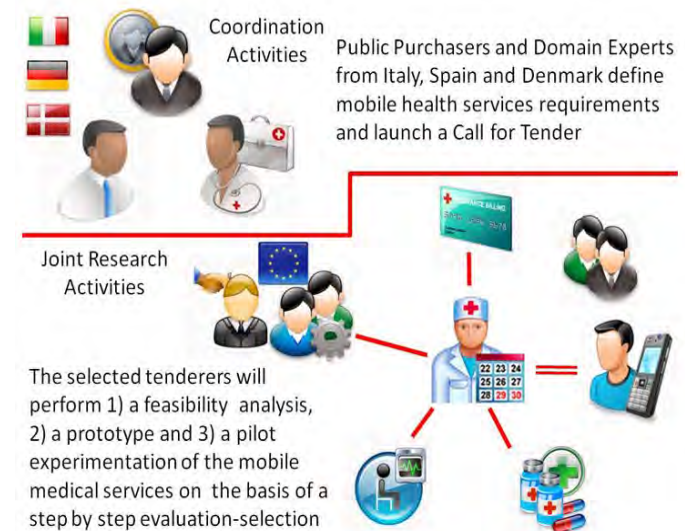 Coordination
Activities
Public Purchasers and Domain Experts
from Italy, Spain and Denmark define
mobile health services requirements
and launch a Call for Tender
Joint Research
Activities
22 23 24
25 26 27
28 29 30
The selected tenderers will
perform 1) a feasibility analysis,
2) a prototype and 3) a pilot
experimentation of the mobile
medical services on the basis of a
step by step evaluation-selection